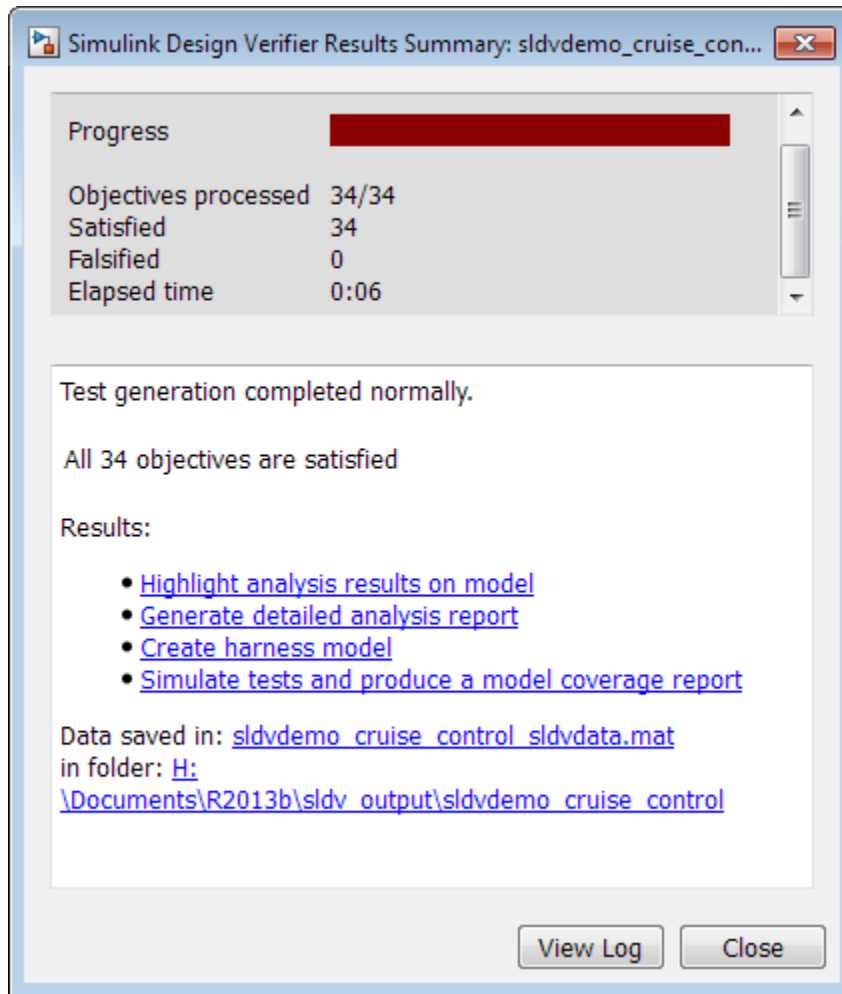 Simulink Design Verifier Results Summary: sldvdemo_cruise_con...
Progress
Objectives processed 34/34
Satisfied 34
Falsified 0
Elapsed time 0:06
Test generation completed normally.
All 34 objectives are satisfied
Results:
• Highlight analysis results on model
• Generate detailed analysis report
• Create harness model
• Simulate tests and produce a model coverage report
Data saved in: sldvdemo_cruise_control_sldvdata.mat
in folder: H:
\Documents\R2013b\sldv_output\sldvdemo_cruise_control
View Log Close